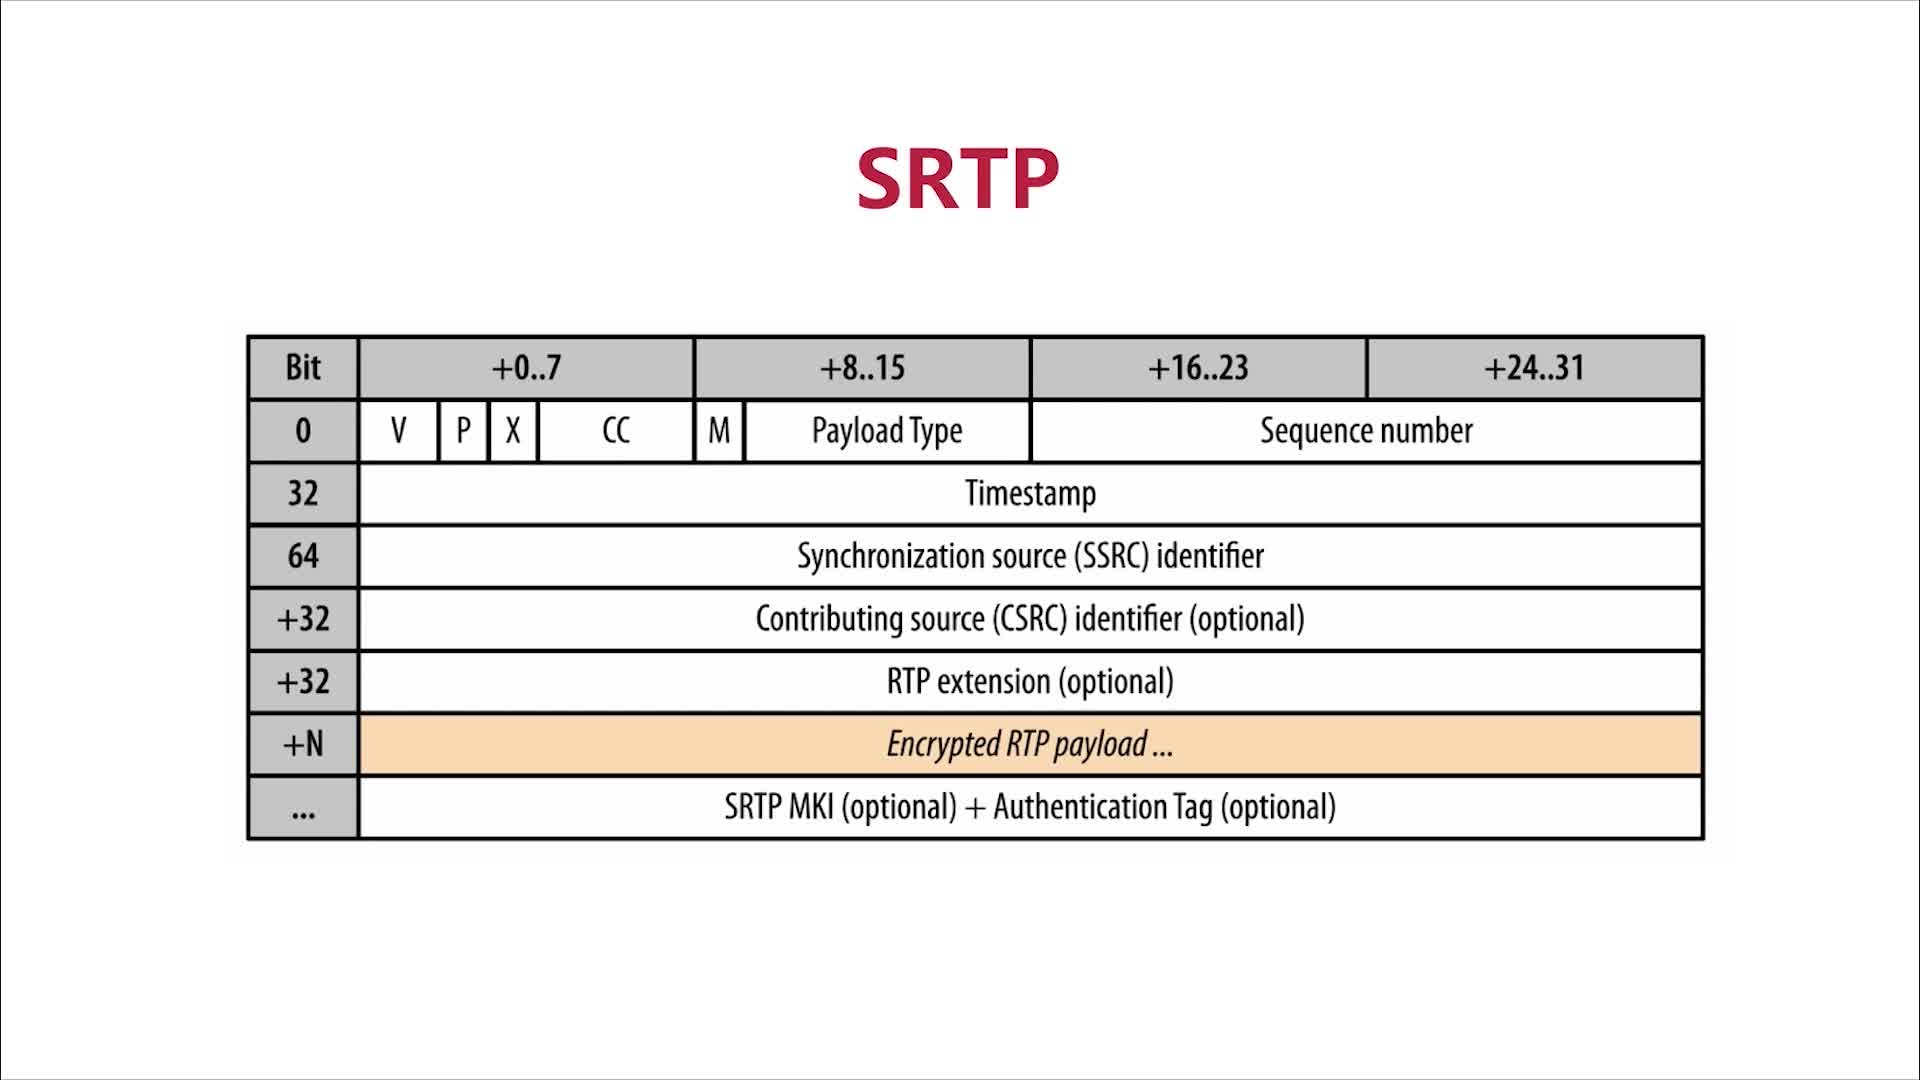 SRTP
Bit +0..7 +8..15 +16..23 +24..31
0 V P X CC M Payload Type Sequence number
32 Timestamp
64 Synchronization source (SSRC) identifier
+32 Contributing source (CSRC) identifier (optional)
+32 RTP extension (optional)
+N Encrypted RTP payload ...
... SRTP MKI (optional) + Authentication Tag (optional)